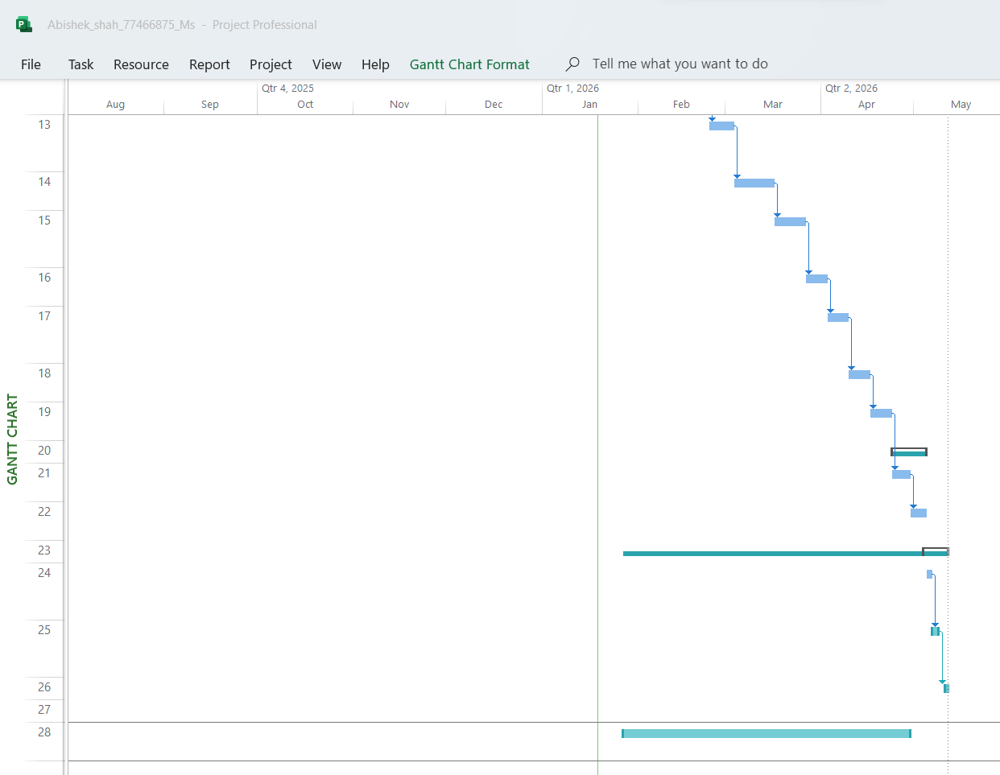 P
Abishek_shah_77466875_Ms - Project Professional
File Task Resource Report Project View Help Gantt Chart Format Tell me what you want to do
Qtr 4, 2025 Qtr 1, 2026 Qtr 2, 2026
Aug Sep Oct Nov Dec Jan Feb Mar Apr May
GANTT CHART
13
14
15
16
17
18
19
20
21
22
23
24
25
26
27
28